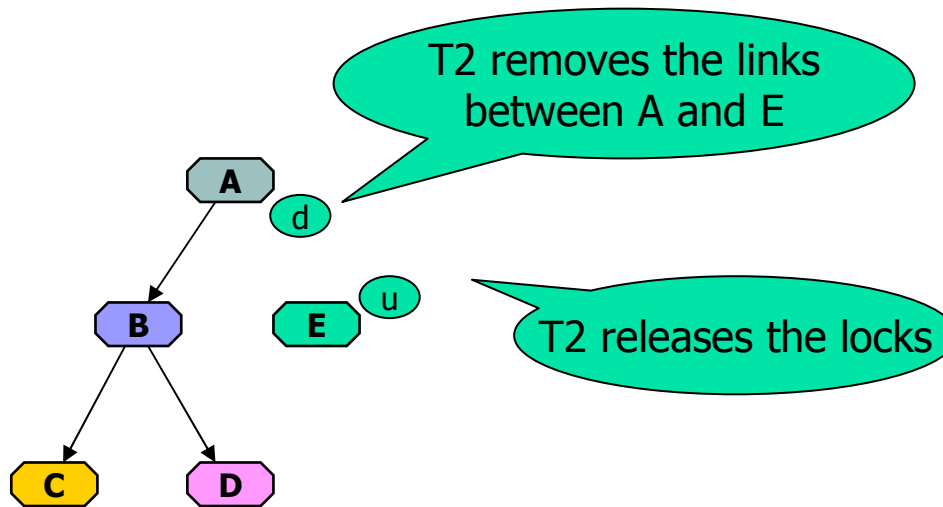 T2 removes the links
between A and E
A
d
u
B
E
T2 releases the locks
C
D